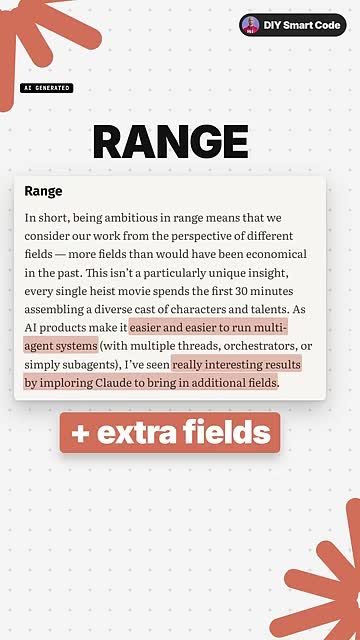 DIY Smart Code
AI GENERATED
RANGE
Range
In short, being ambitious in range means that we
consider our work from the perspective of different
fields — more fields than would have been economical
in the past. This isn't a particularly unique insight,
every single heist movie spends the first 30 minutes
assembling a diverse cast of characters and talents. As
AI products make it easier and easier to run multi-
agent systems (with multiple threads, orchestrators, or
simply subagents), I've seen really interesting results
by imploring Claude to bring in additional fields.
+ extra fields